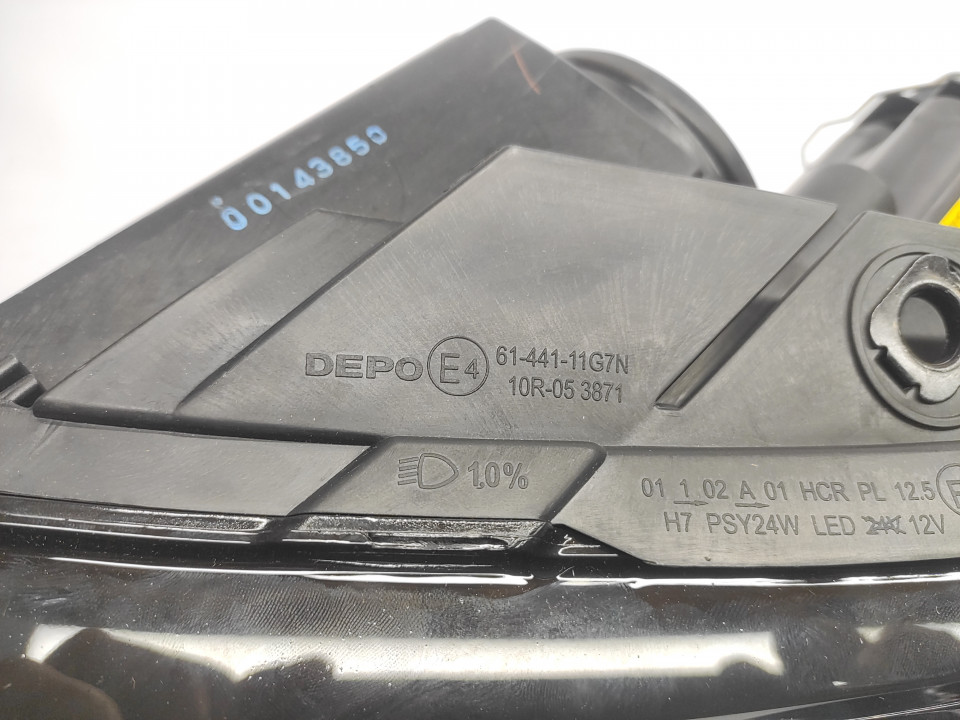 00143850
DEPO E4 61-441-11G7N
10R-05 3871
1,0%
01 1 02 A 01 HCR PL 12.5
H7 PSY24W LED 24V 12V